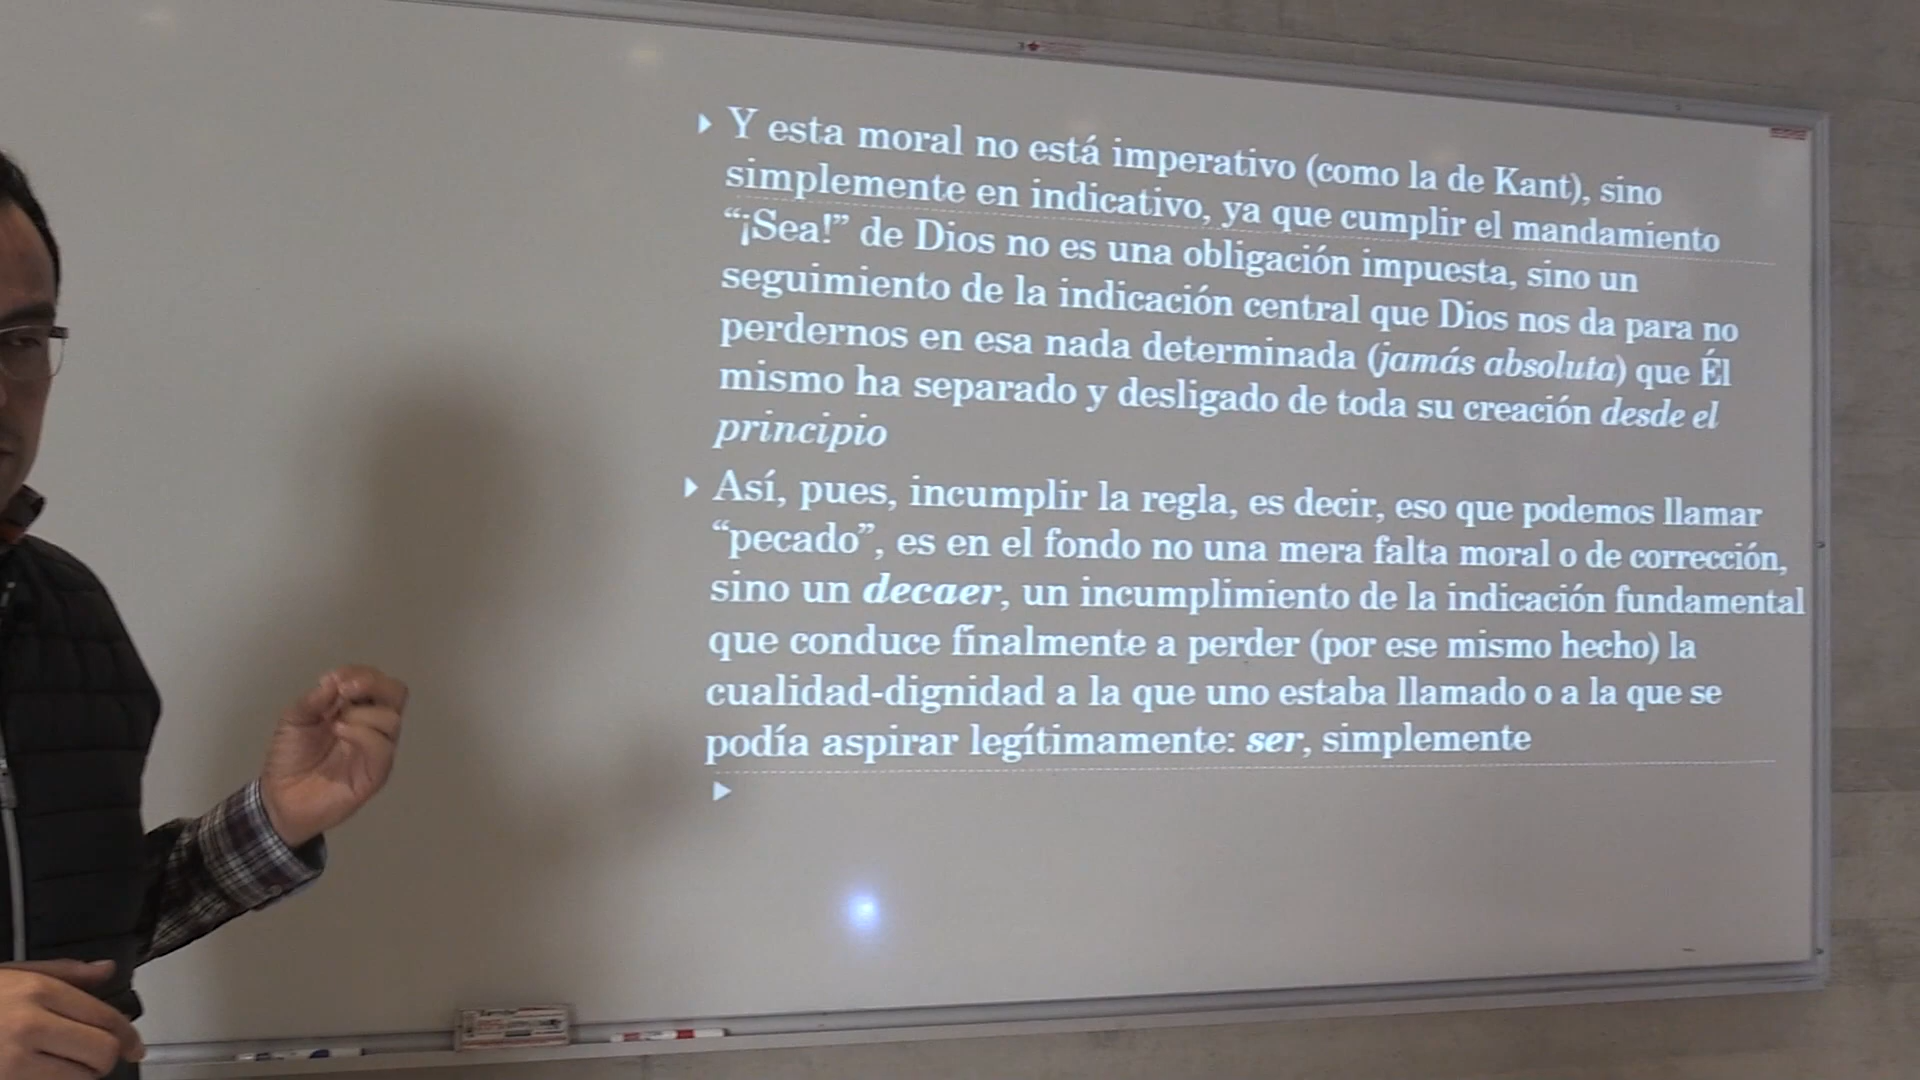 Y esta moral no está imperativo (como la de Kant), sino
simplemente en indicativo, ya que cumplir el mandamiento
“¡Sea!” de Dios no es una obligación impuesta, sino un
seguimiento de la indicación central que Dios nos da para no
perdernos en esa nada determinada (jamás absoluta) que Él
mismo ha separado y desligado de toda su creación desde el
principio
Así, pues, incumplir la regla, es decir, eso que podemos llamar
“pecado”, es en el fondo no una mera falta moral o de corrección,
sino un decaer, un incumplimiento de la indicación fundamental
que conduce finalmente a perder (por ese mismo hecho) la
cualidad-dignidad a la que uno estaba llamado o a la que se
podía aspirar legítimamente: ser, simplemente